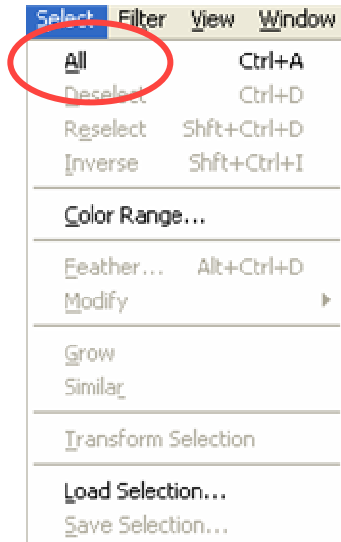 Select Filter View Window
All Ctrl+A
Deselect Ctrl+D
Reselect Shft+Ctrl+D
Inverse Shft+Ctrl+I
Color Range...
Feather... Alt+Ctrl+D
Modify
Grow
Similar
Transform Selection
Load Selection...
Save Selection...